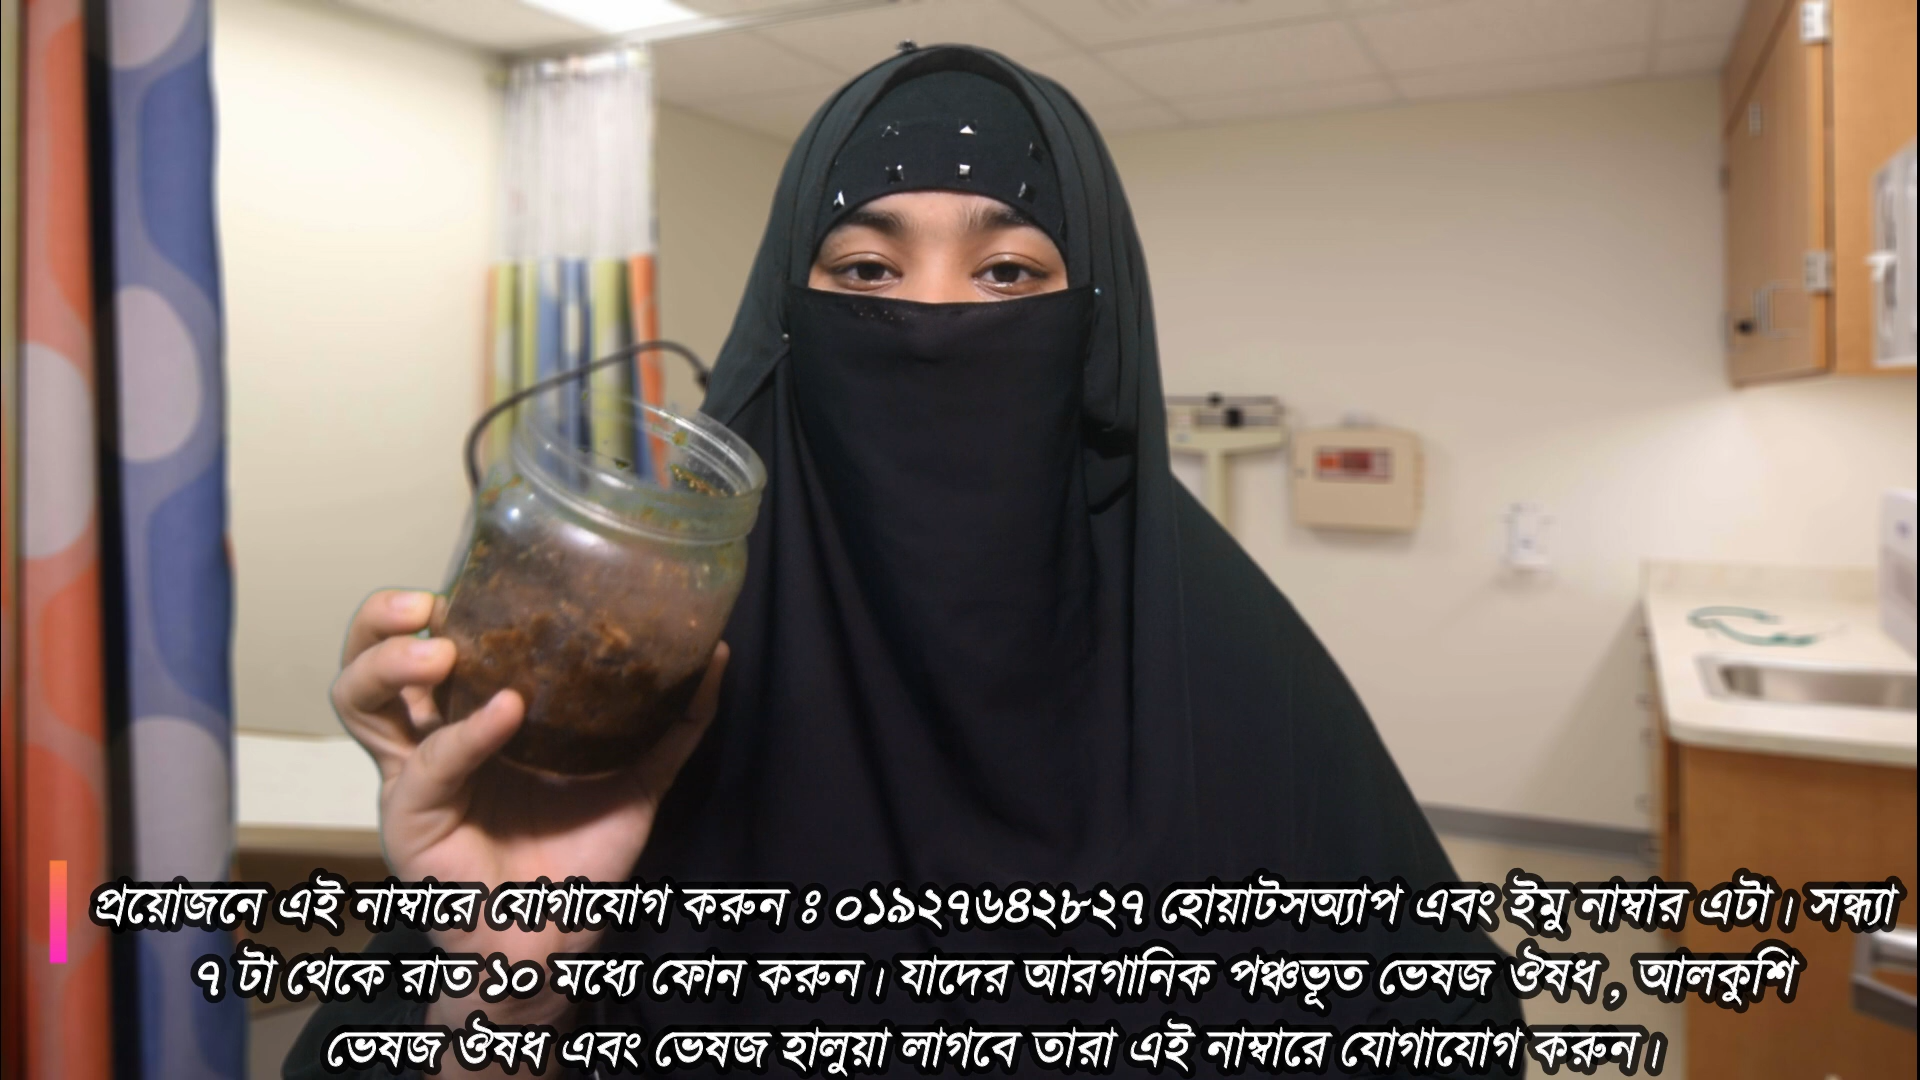 প্রয়োজনে এই নাম্বারে যোগাযোগ করুন ঃ ০১৯২৭৬৪২৮২৭ হোয়াটসঅ্যাপ এবং ইমু নাম্বার এটা। সন্ধ্যা
৭ টা থেকে রাত ১০ মধ্যে ফোন করুন। যাদের আরগানিক পঞ্চভূত ভেষজ ঔষধ, আলকুশি
ভেষজ ঔষধ এবং ভেষজ হালুয়া লাগবে তারা এই নাম্বারে যোগাযোগ করুন।